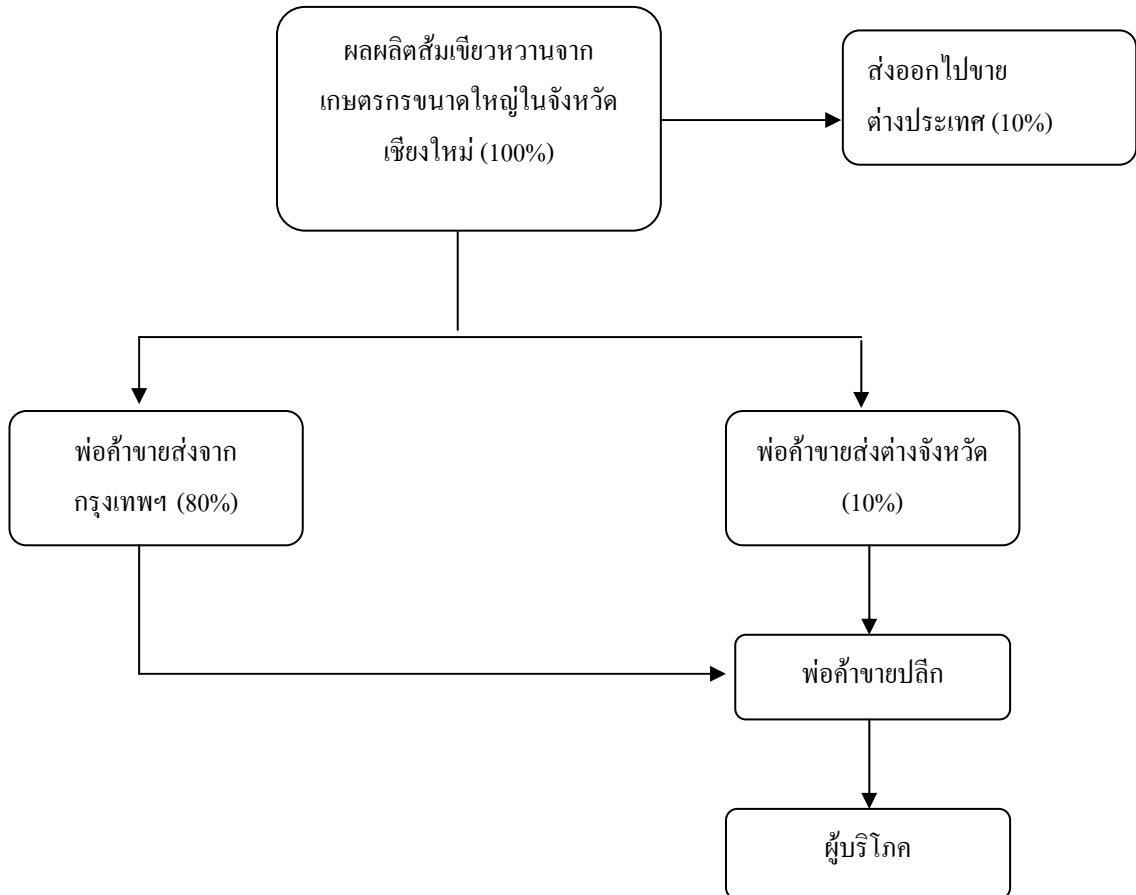 ผลผลิตส้มเขียวหวานจาก
เกษตรกรขนาดใหญ่ในจังหวัด
เชียงใหม่ (100%)
ส่งออกไปขาย
ต่างประเทศ (10%)
พ่อค้าขายส่งจาก
กรุงเทพฯ (80%)
พ่อค้าขายส่งต่างจังหวัด
(10%)
พ่อค้าขายปลีก
ผู้บริโภค